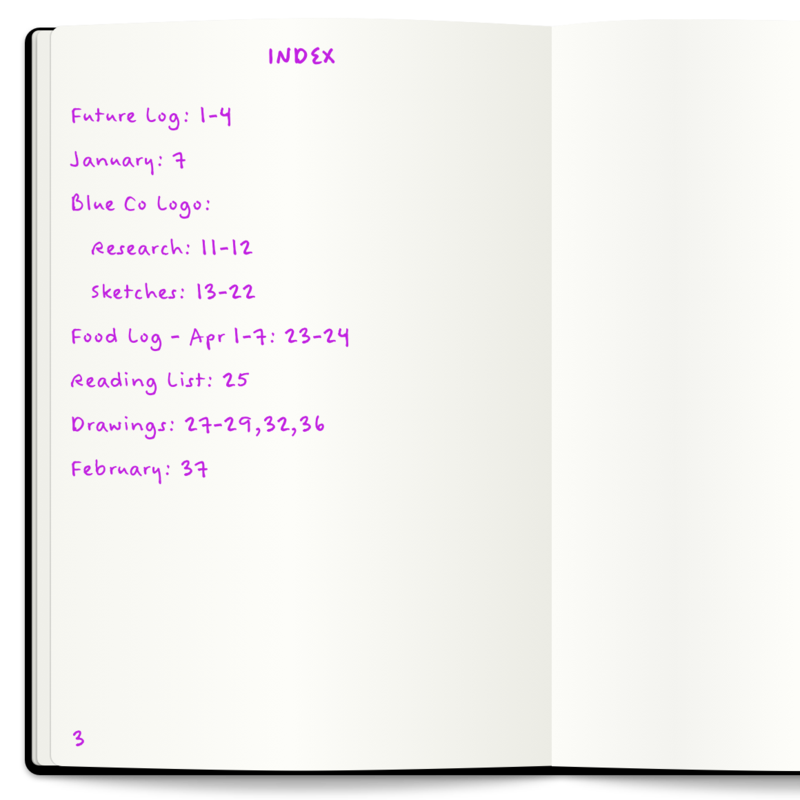 INDEX
Future Log: 1-4
January: 7
Blue Co Logo:
Research: 11-12
Sketches: 13-22
Food Log - Apr 1-7: 23-24
Reading List: 25
Drawings: 27-29,32,36
February: 37
3